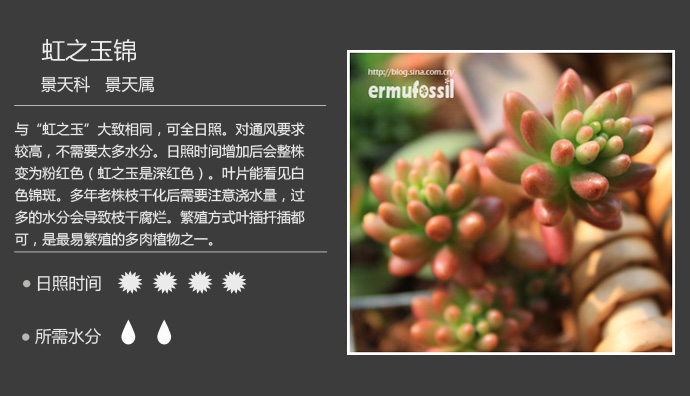 虹之玉锦
景天科 景天属
与“虹之玉”大致相同，可全日照。对通风要求
较高，不需要太多水分。日照时间增加后会整株
变为粉红色（虹之玉是深红色）。叶片能看见白
色锦斑。多年老株枝干化后需要注意浇水量，过
多的水分会导致枝干腐烂。繁殖方式叶插扦插都
可，是最易繁殖的多肉植物之一。
日照时间
所需水分
http://blog.sina.com.cn/
ermufossil